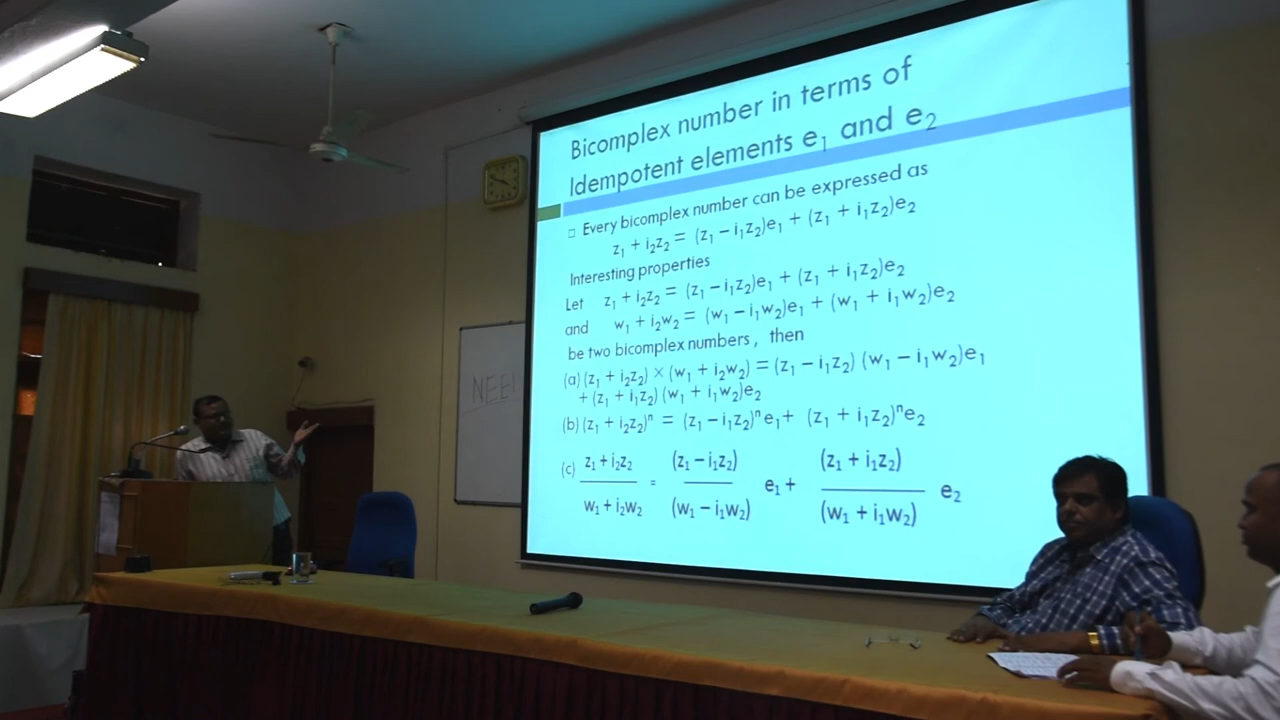 Bicomplex number in terms of
Idempotent elements e₁ and e₂
□ Every bicomplex number can be expressed as
z₁ + i₂z₂ = (z₁ − i₁z₂)e₁ + (z₁ + i₁z₂)e₂
Interesting properties
Let z₁ + i₂z₂ = (z₁ − i₁z₂)e₁ + (z₁ + i₁z₂)e₂
and w₁ + i₂w₂ = (w₁ − i₁w₂)e₁ + (w₁ + i₁w₂)e₂
be two bicomplex numbers, then
(a) (z₁ + i₂z₂) × (w₁ + i₂w₂) = (z₁ − i₁z₂) (w₁ − i₁w₂)e₁
+ (z₁ + i₁z₂) (w₁ + i₁w₂)e₂
(b) (z₁ + i₂z₂)ⁿ = (z₁ − i₁z₂)ⁿ e₁+ (z₁ + i₁z₂)ⁿe₂
(c) z₁ + i₂z₂ / w₁ + i₂w₂ = (z₁ − i₁z₂) / (w₁ − i₁w₂) e₁ + (z₁ + i₁z₂) / (w₁ + i₁w₂) e₂